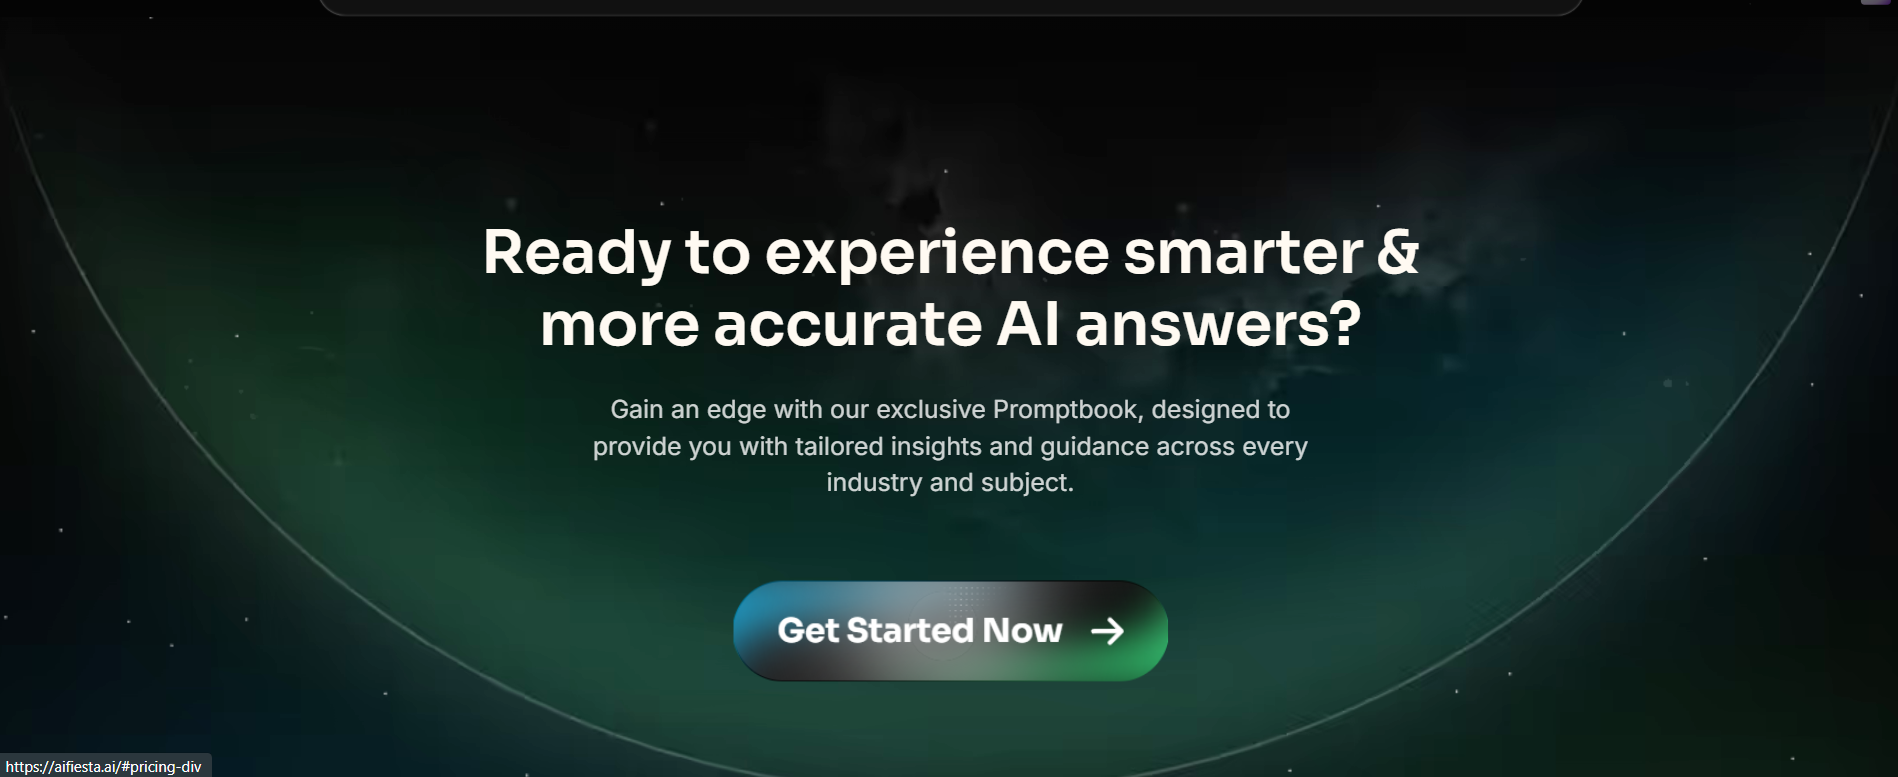 Ready to experience smarter &
more accurate AI answers?
Gain an edge with our exclusive Promptbook, designed to
provide you with tailored insights and guidance across every
industry and subject.
Get Started Now →
https://aifiesta.ai/#pricing-div